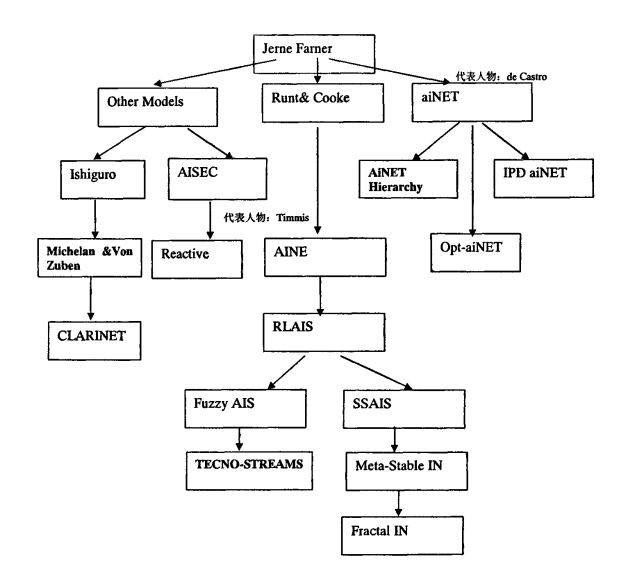 Jerne Farner
代表人物：de Castro
Other Models
Runt& Cooke
aiNET
Ishiguro
AISEC
AiNET
Hierarchy
IPD aiNET
代表人物：Timmis
Michelan &Von
Zuben
Reactive
AINE
Opt-aiNET
CLARINET
RLAIS
Fuzzy AIS
SSAIS
TECNO-STREAMS
Meta-Stable IN
Fractal IN